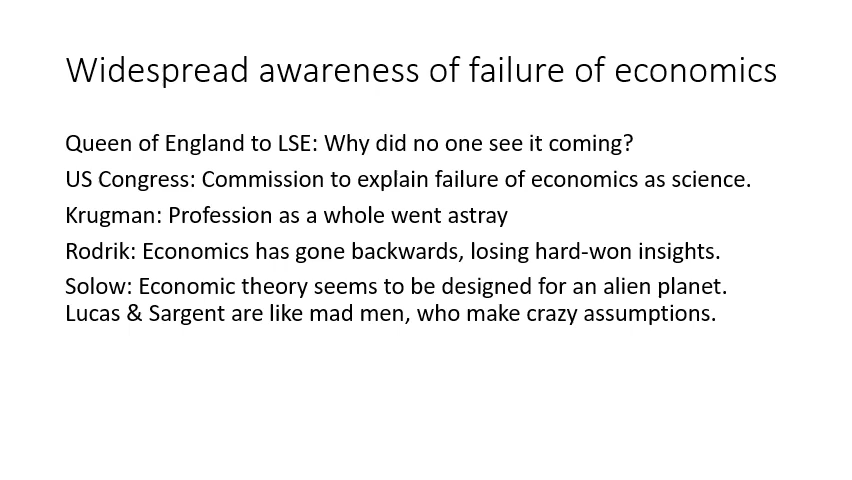 Widespread awareness of failure of economics
Queen of England to LSE: Why did no one see it coming?
US Congress: Commission to explain failure of economics as science.
Krugman: Profession as a whole went astray
Rodrik: Economics has gone backwards, losing hard-won insights.
Solow: Economic theory seems to be designed for an alien planet.
Lucas & Sargent are like mad men, who make crazy assumptions.